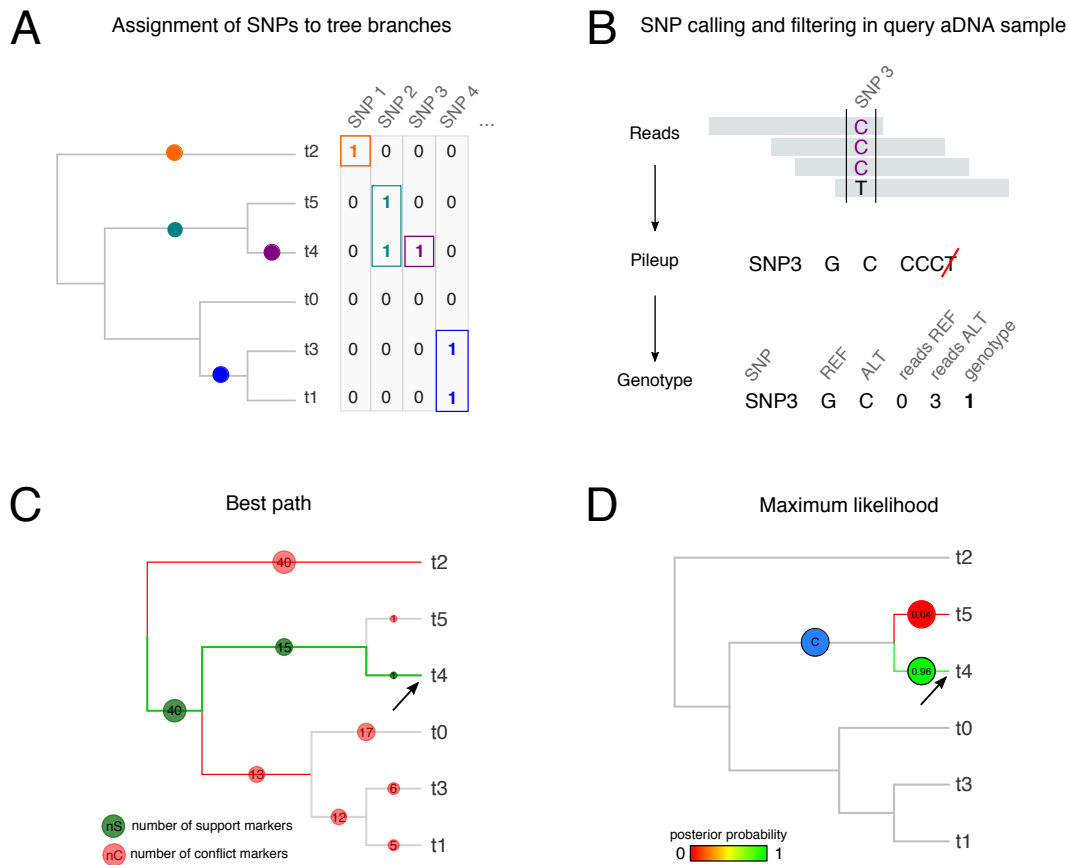 A
Assignment of SNPs to tree branches
SNP 1 SNP 2 SNP 3 SNP 4 ...
t2 1 0 0 0
t5 0 1 0 0
t4 0 1 1 0
t0 0 0 0 0
t3 0 0 0 1
t1 0 0 0 1
B
SNP calling and filtering in query aDNA sample
SNP 3
Reads
C
C
C
T
Pileup SNP3 G C CCCT
Genotype
SNP REF ALT reads REF reads ALT genotype
SNP3 G C 0 3 1
C
Best path
40 t2
1 t5
15
1 t4
40
17 t0
13
6 t3
12
5 t1
nS number of support markers
nC number of conflict markers
D
Maximum likelihood
t2
0.04 t5
C
0.96 t4
t0
t3
t1
posterior probability
0 1